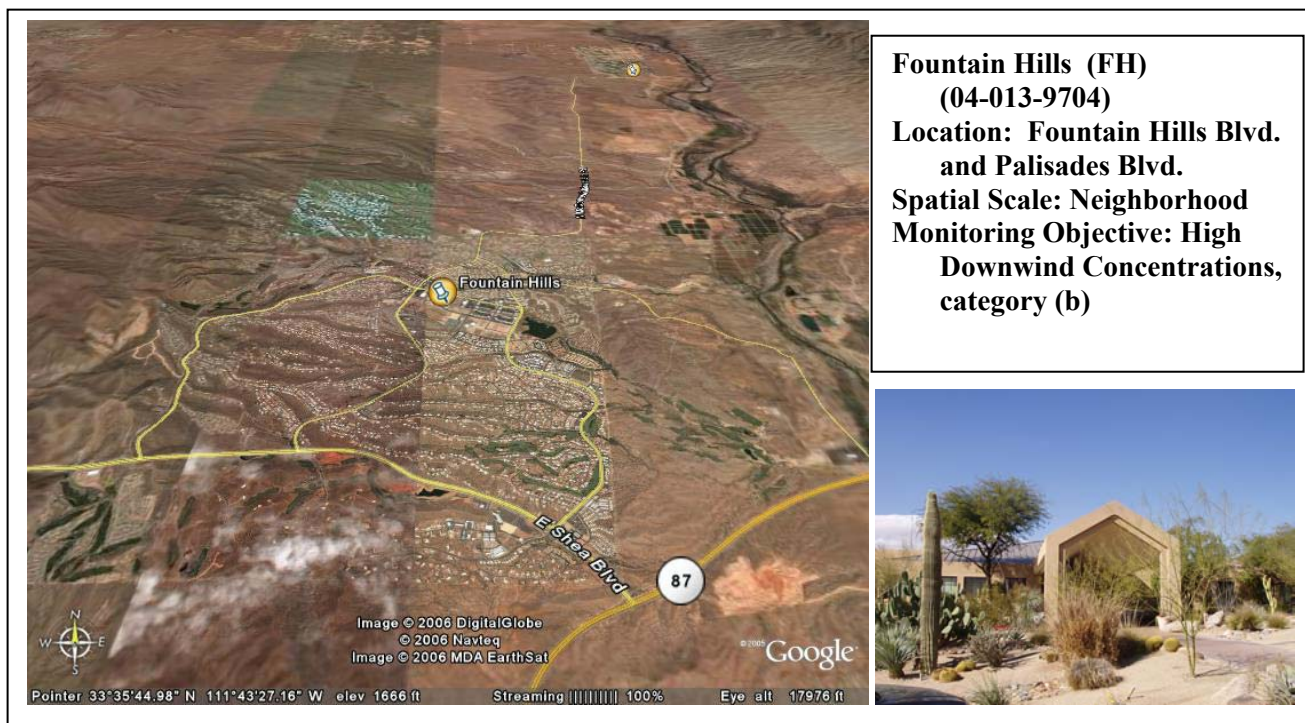 Fountain Hills (FH)
(04-013-9704)
Location: Fountain Hills Blvd.
and Palisades Blvd.
Spatial Scale: Neighborhood
Monitoring Objective: High
Downwind Concentrations,
category (b)
Fountain Hills
E Shea Blvd
87
N
W E
S
Image © 2006 DigitalGlobe
© 2006 Navteq
Image © 2006 MDA EarthSat
© 2005 Google
Pointer 33°35'44.98" N 111°43'27.16" W elev 1666 ft Streaming |||||||||| 100% Eye alt 17976 ft